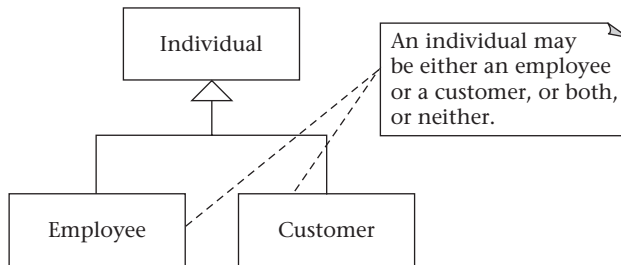 Individual
An individual may
be either an employee
or a customer, or both,
or neither.
Employee
Customer